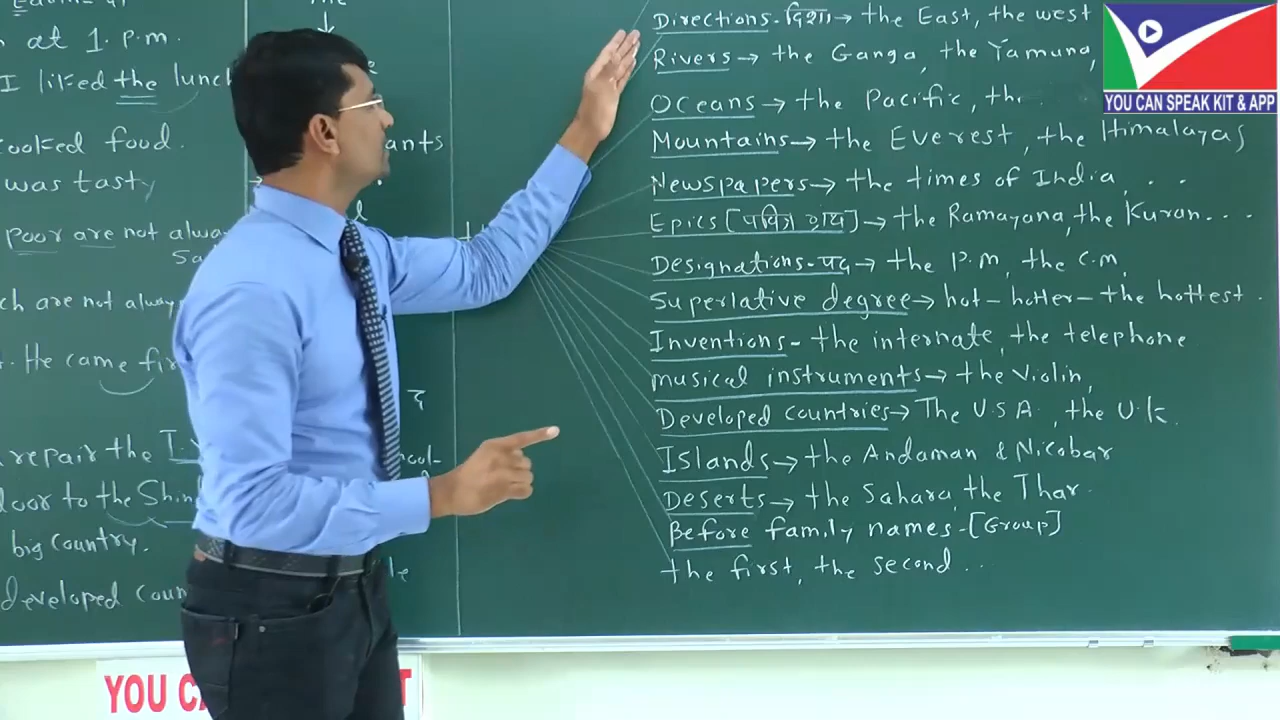 at 1. p.m.
I liked the lunch
cooked food.
was tasty
poor are not alwa
ch are not alway
He came fir
repair the I.
door to the Shin
big country.
developed coun
The
ants
Directions - दिशा → the East, the west
Rivers → the Ganga, the Yamuna,
Oceans → the Pacific, th
Mountains → the Everest, the Himalayas
Newspapers → the times of India, . .
Epics [पवित्र ग्रंथ] → the Ramayana, the Kuran....
Designations - पद → the P.M, the C.M,
Superlative degree → hot - hotter - the hottest.
Inventions - the internate, the telephone
musical instruments → the Violin,
Developed countries → The U.S.A., the U.K.
Islands → the Andaman & Nicobar
Deserts → the Sahara, the Thar.
Before family names - [Group]
the first, the second ...
YOU CAN SPEAK KIT & APP
YOU CA
T